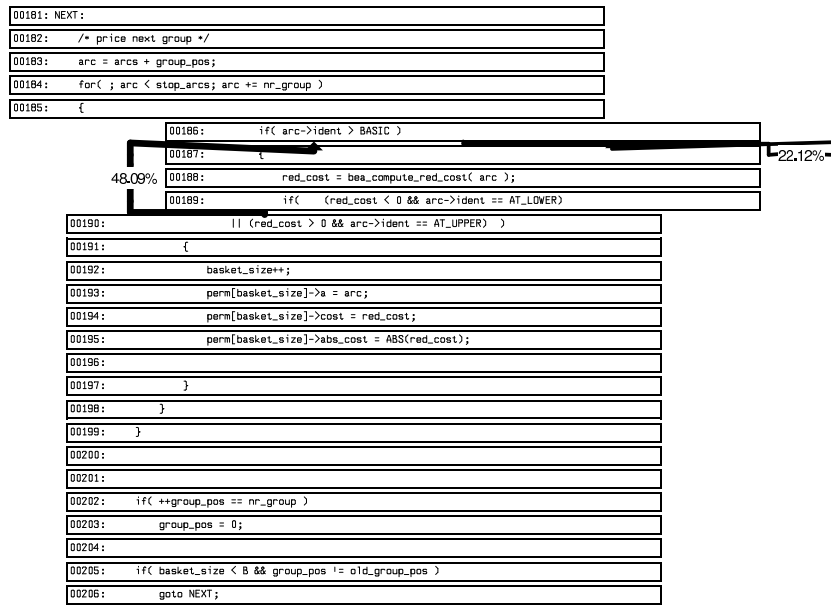 00181: NEXT:
00182: /* price next group */
00183: arc = arcs + group_pos;
00184: for( ; arc < stop_arcs; arc += nr_group )
00185: {
00186: if( arc->ident > BASIC )
00187: {
22.12%
48.09%
00188: red_cost = bea_compute_red_cost( arc );
00189: if( (red_cost < 0 && arc->ident == AT_LOWER)
00190: || (red_cost > 0 && arc->ident == AT_UPPER) )
00191: {
00192: basket_size++;
00193: perm[basket_size]->a = arc;
00194: perm[basket_size]->cost = red_cost;
00195: perm[basket_size]->abs_cost = ABS(red_cost);
00196:
00197: }
00198: }
00199: }
00200:
00201:
00202: if( ++group_pos == nr_group )
00203: group_pos = 0;
00204:
00205: if( basket_size < B && group_pos != old_group_pos )
00206: goto NEXT;